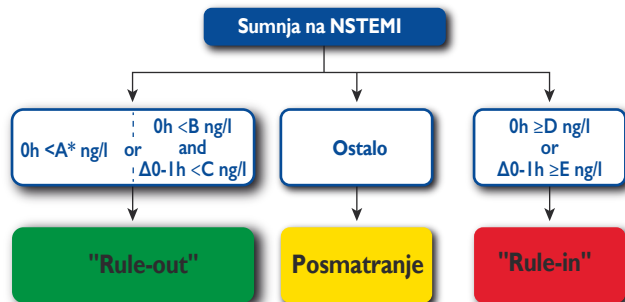 Sumnja na NSTEMI
0h <A* ng/l or
0h <B ng/l
and
Δ0-1h <C ng/l
Ostalo
0h ≥D ng/l
or
Δ0-1h ≥E ng/l
"Rule-out"
Posmatranje
"Rule-in"